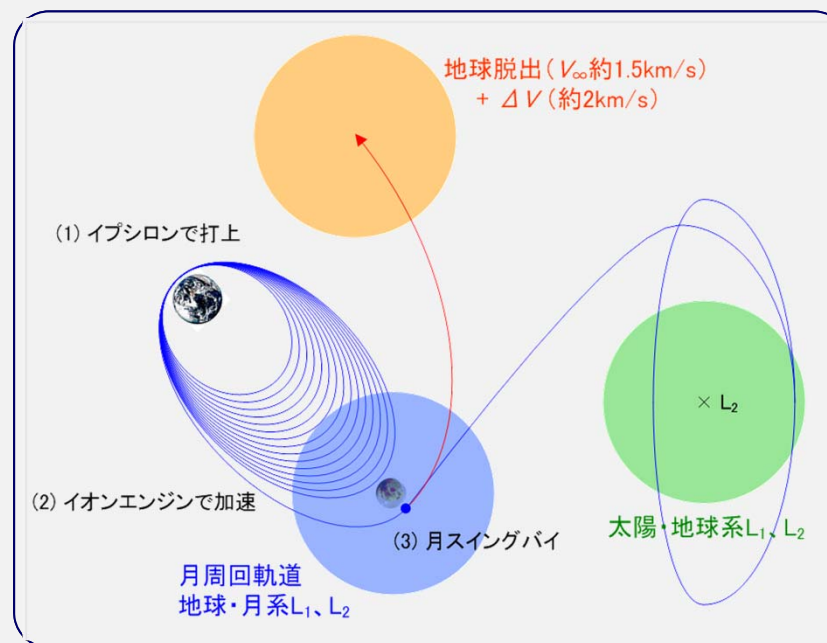 地球脱出(V∞約1.5km/s)
+ ΔV(約2km/s)
(1) イプシロンで打上
L₂
(2) イオンエンジンで加速
(3) 月スイングバイ
太陽・地球系L₁、L₂
月周回軌道
地球・月系L₁、L₂